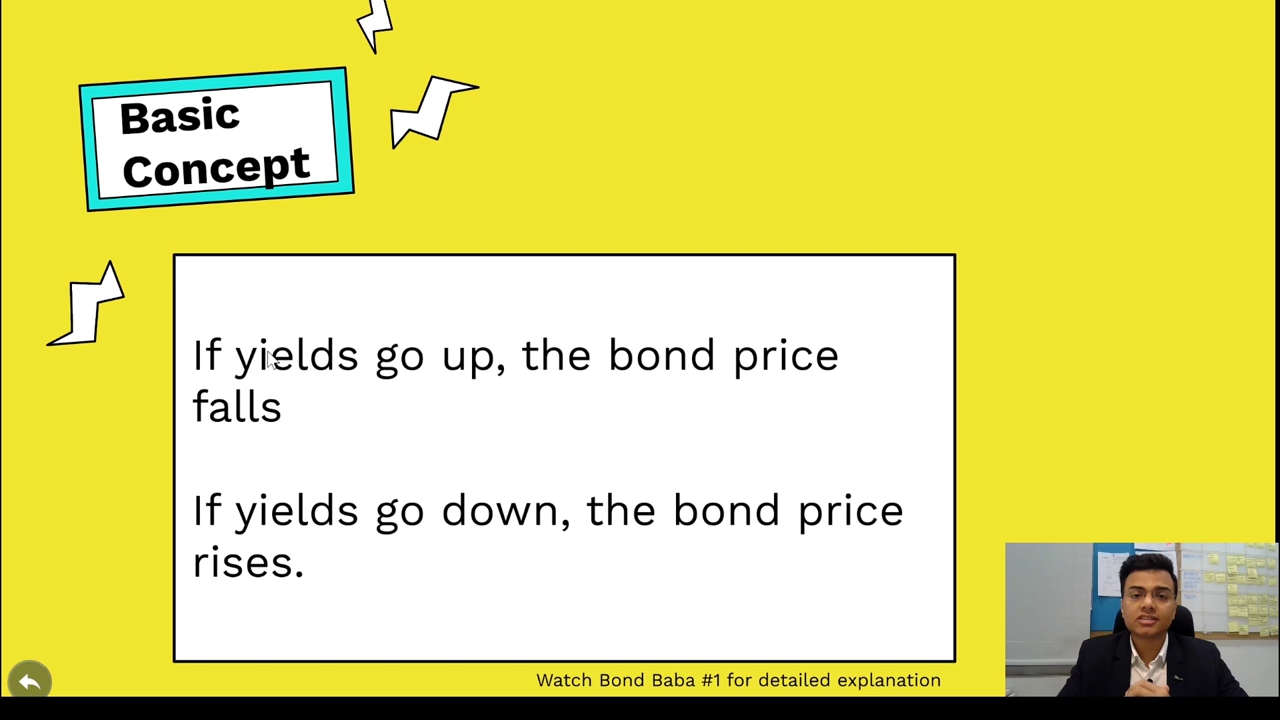 Basic
Concept
If yields go up, the bond price
falls
If yields go down, the bond price
rises.
Watch Bond Baba #1 for detailed explanation